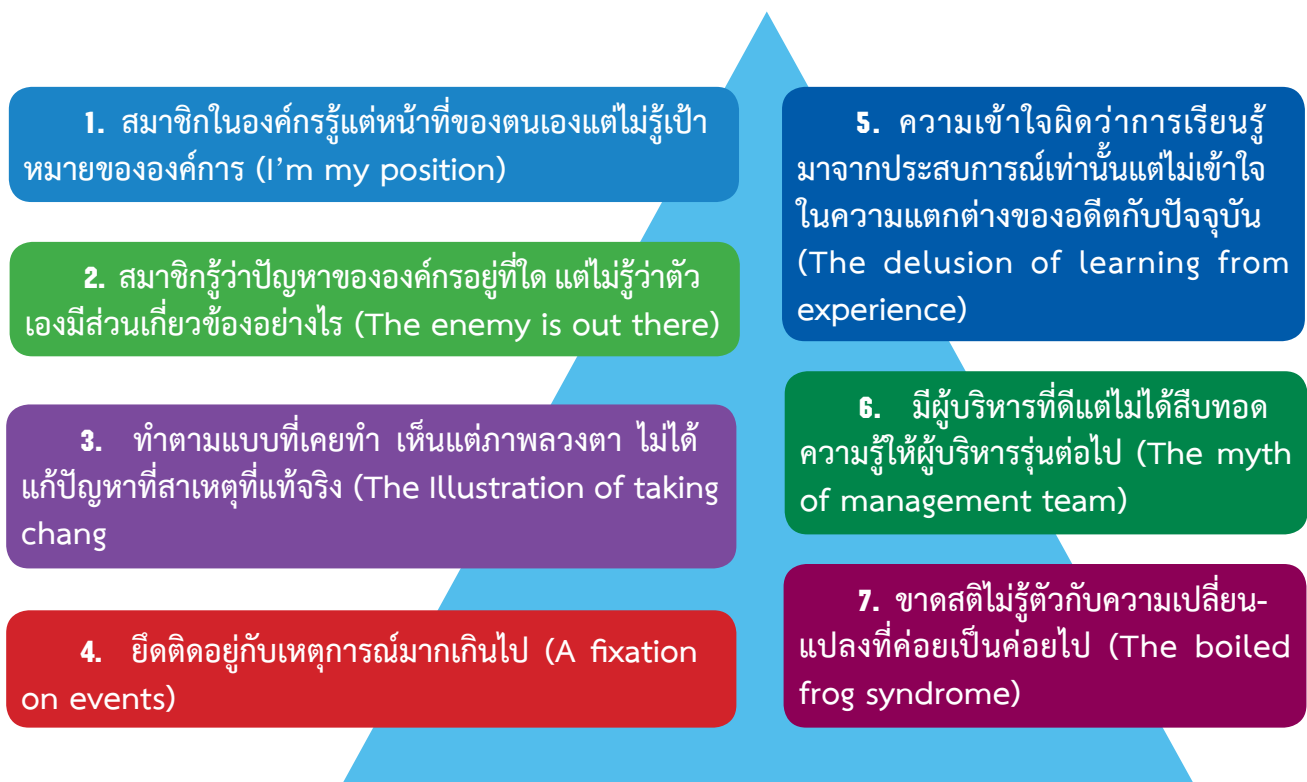 1. สมาชิกในองค์กรรู้แต่หน้าที่ของตนเองแต่ไม่รู้เป้า
หมายขององค์การ (I'm my position)
2. สมาชิกรู้ว่าปัญหาขององค์กรอยู่ที่ใด แต่ไม่รู้ว่าตัว
เองมีส่วนเกี่ยวข้องอย่างไร (The enemy is out there)
3. ทำตามแบบที่เคยทำ เห็นแต่ภาพลวงตา ไม่ได้
แก้ปัญหาที่สาเหตุที่แท้จริง (The Illustration of taking
chang
4. ยึดติดอยู่กับเหตุการณ์มากเกินไป (A fixation
on events)
5. ความเข้าใจผิดว่าการเรียนรู้
มาจากประสบการณ์เท่านั้นแต่ไม่เข้าใจ
ในความแตกต่างของอดีตกับปัจจุบัน
(The delusion of learning from
experience)
6. มีผู้บริหารที่ดีแต่ไม่ได้สืบทอด
ความรู้ให้ผู้บริหารรุ่นต่อไป (The myth
of management team)
7. ขาดสติไม่รู้ตัวกับความเปลี่ยน-
แปลงที่ค่อยเป็นค่อยไป (The boiled
frog syndrome)